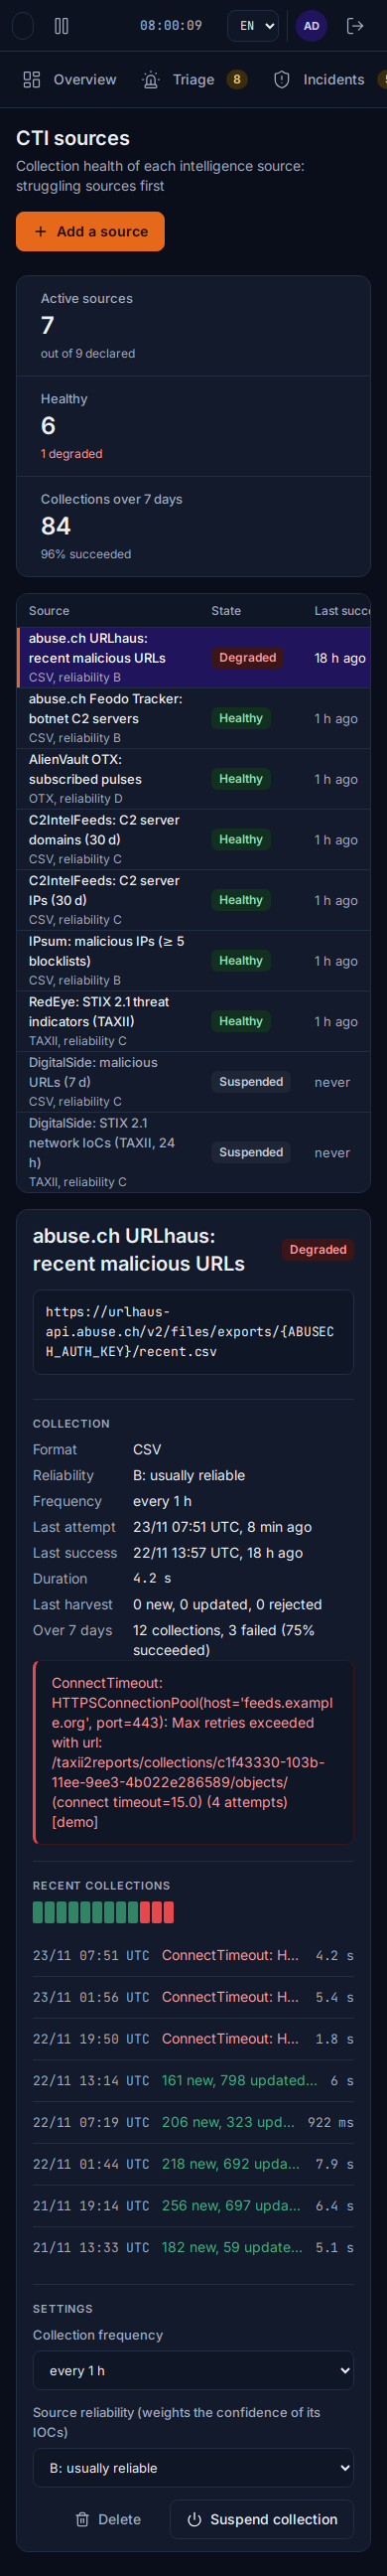 08:00:09
EN
AD
Overview
Triage
8
Incidents
CTI sources
Collection health of each intelligence source:
struggling sources first
Add a source
Active sources
7
out of 9 declared
Healthy
6
1 degraded
Collections over 7 days
84
96% succeeded
Source State Last succe
abuse.ch URLhaus:
recent malicious URLs
CSV, reliability B
Degraded
18 h ago
abuse.ch Feodo Tracker:
botnet C2 servers
CSV, reliability B
Healthy
1 h ago
AlienVault OTX:
subscribed pulses
OTX, reliability D
Healthy
1 h ago
C2IntelFeeds: C2 server
domains (30 d)
CSV, reliability C
Healthy
1 h ago
C2IntelFeeds: C2 server
IPs (30 d)
CSV, reliability C
Healthy
1 h ago
IPsum: malicious IPs (≥ 5
blocklists)
CSV, reliability B
Healthy
1 h ago
RedEye: STIX 2.1 threat
indicators (TAXII)
TAXII, reliability C
Healthy
1 h ago
DigitalSide: malicious
URLs (7 d)
CSV, reliability C
Suspended
never
DigitalSide: STIX 2.1
network IoCs (TAXII, 24
h)
TAXII, reliability C
Suspended
never
abuse.ch URLhaus:
recent malicious URLs
Degraded
https://urlhaus-
api.abuse.ch/v2/files/exports/{ABUSEC
H_AUTH_KEY}/recent.csv
COLLECTION
Format CSV
Reliability B: usually reliable
Frequency every 1 h
Last attempt 23/11 07:51 UTC, 8 min ago
Last success 22/11 13:57 UTC, 18 h ago
Duration 4.2 s
Last harvest 0 new, 0 updated, 0 rejected
Over 7 days 12 collections, 3 failed (75%
succeeded)
ConnectTimeout:
HTTPSConnectionPool(host='feeds.exampl
e.org', port=443): Max retries exceeded
with url:
/taxii2reports/collections/c1f43330-103b-
11ee-9ee3-4b022e286589/objects/
(connect timeout=15.0) (4 attempts)
[demo]
RECENT COLLECTIONS
23/11 07:51 UTC ConnectTimeout: H... 4.2 s
23/11 01:56 UTC ConnectTimeout: H... 5.4 s
22/11 19:50 UTC ConnectTimeout: H... 1.8 s
22/11 13:14 UTC 161 new, 798 updated... 6 s
22/11 07:19 UTC 206 new, 323 upd... 922 ms
22/11 01:44 UTC 218 new, 692 upda... 7.9 s
21/11 19:14 UTC 256 new, 697 upda... 6.4 s
21/11 13:33 UTC 182 new, 59 update... 5.1 s
SETTINGS
Collection frequency
every 1 h
Source reliability (weights the confidence of its
IOCs)
B: usually reliable
Delete
Suspend collection